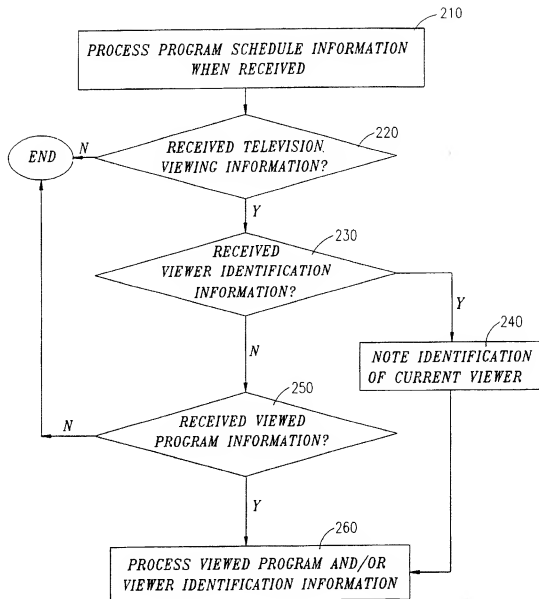 210
PROCESS PROGRAM SCHEDULE INFORMATION
WHEN RECEIVED
220
END
N
RECEIVED TELEVISION
VIEWING INFORMATION?
Y
230
RECEIVED
VIEWER IDENTIFICATION
INFORMATION?
Y
240
N
NOTE IDENTIFICATION
OF CURRENT VIEWER
250
RECEIVED VIEWED
PROGRAM INFORMATION?
N
Y
260
PROCESS VIEWED PROGRAM AND/OR
VIEWER IDENTIFICATION INFORMATION